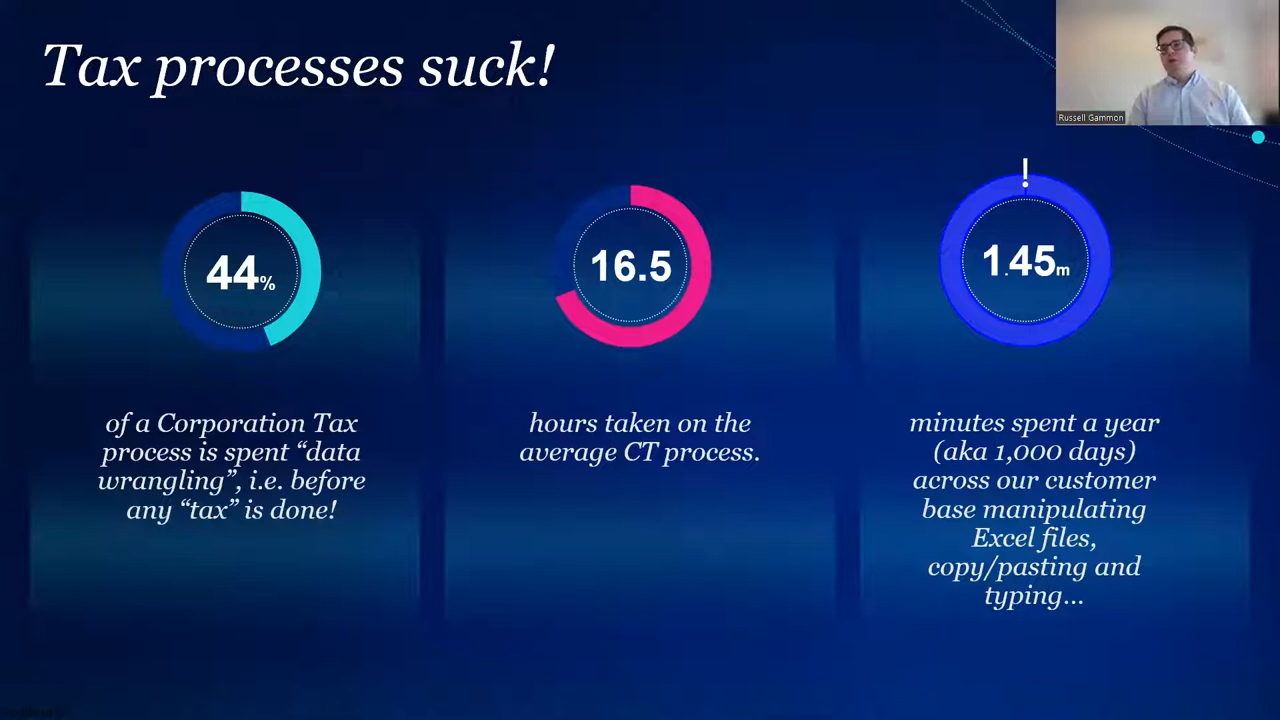 Tax processes suck!
Russell Gammon
44%
of a Corporation Tax
process is spent “data
wrangling”, i.e. before
any “tax” is done!
16.5
hours taken on the
average CT process.
!
1.45m
minutes spent a year
(aka 1,000 days)
across our customer
base manipulating
Excel files,
copy/pasting and
typing...